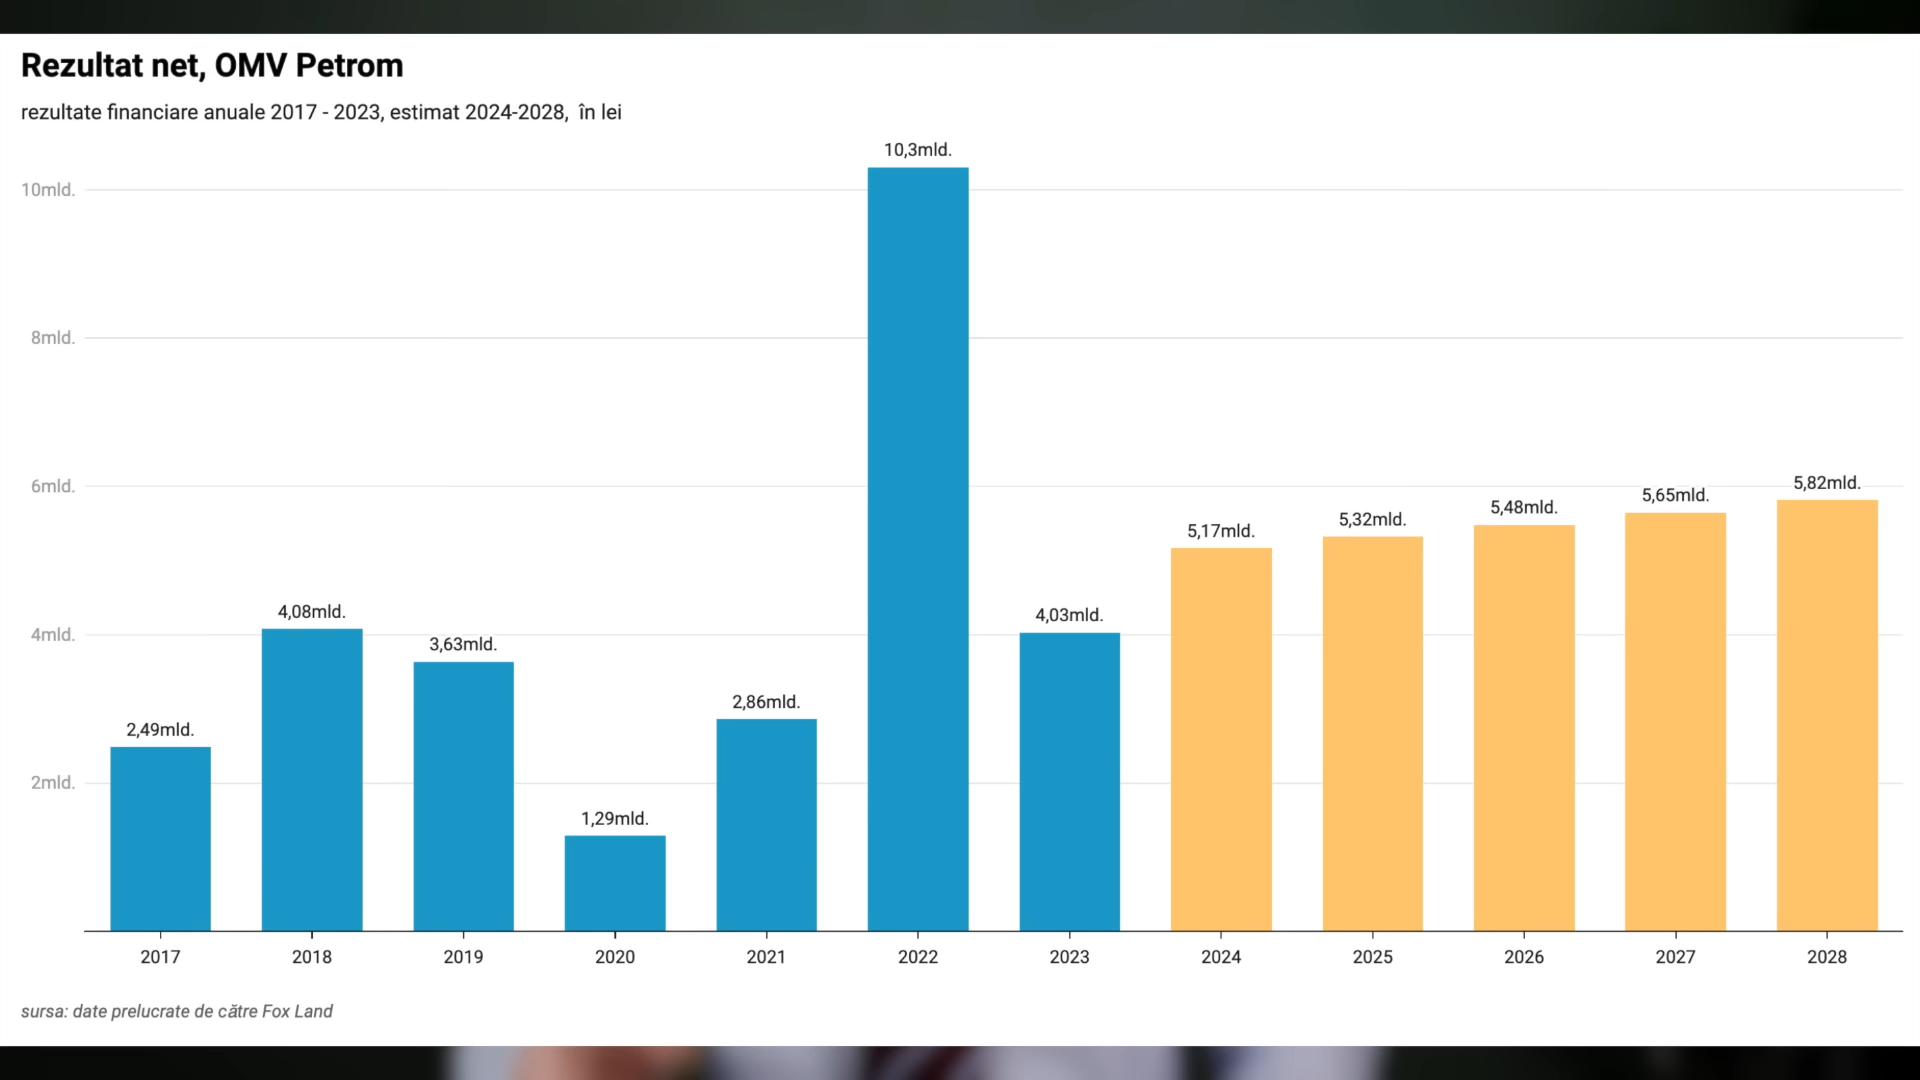 Rezultat net, OMV Petrom
rezultate financiare anuale 2017 - 2023, estimat 2024-2028, în lei
10mld.
8mld.
6mld.
4mld.
2mld.
2,49mld.
4,08mld.
3,63mld.
1,29mld.
2,86mld.
10,3mld.
4,03mld.
5,17mld.
5,32mld.
5,48mld.
5,65mld.
5,82mld.
2017 2018 2019 2020 2021 2022 2023 2024 2025 2026 2027 2028
sursa: date prelucrate de către Fox Land